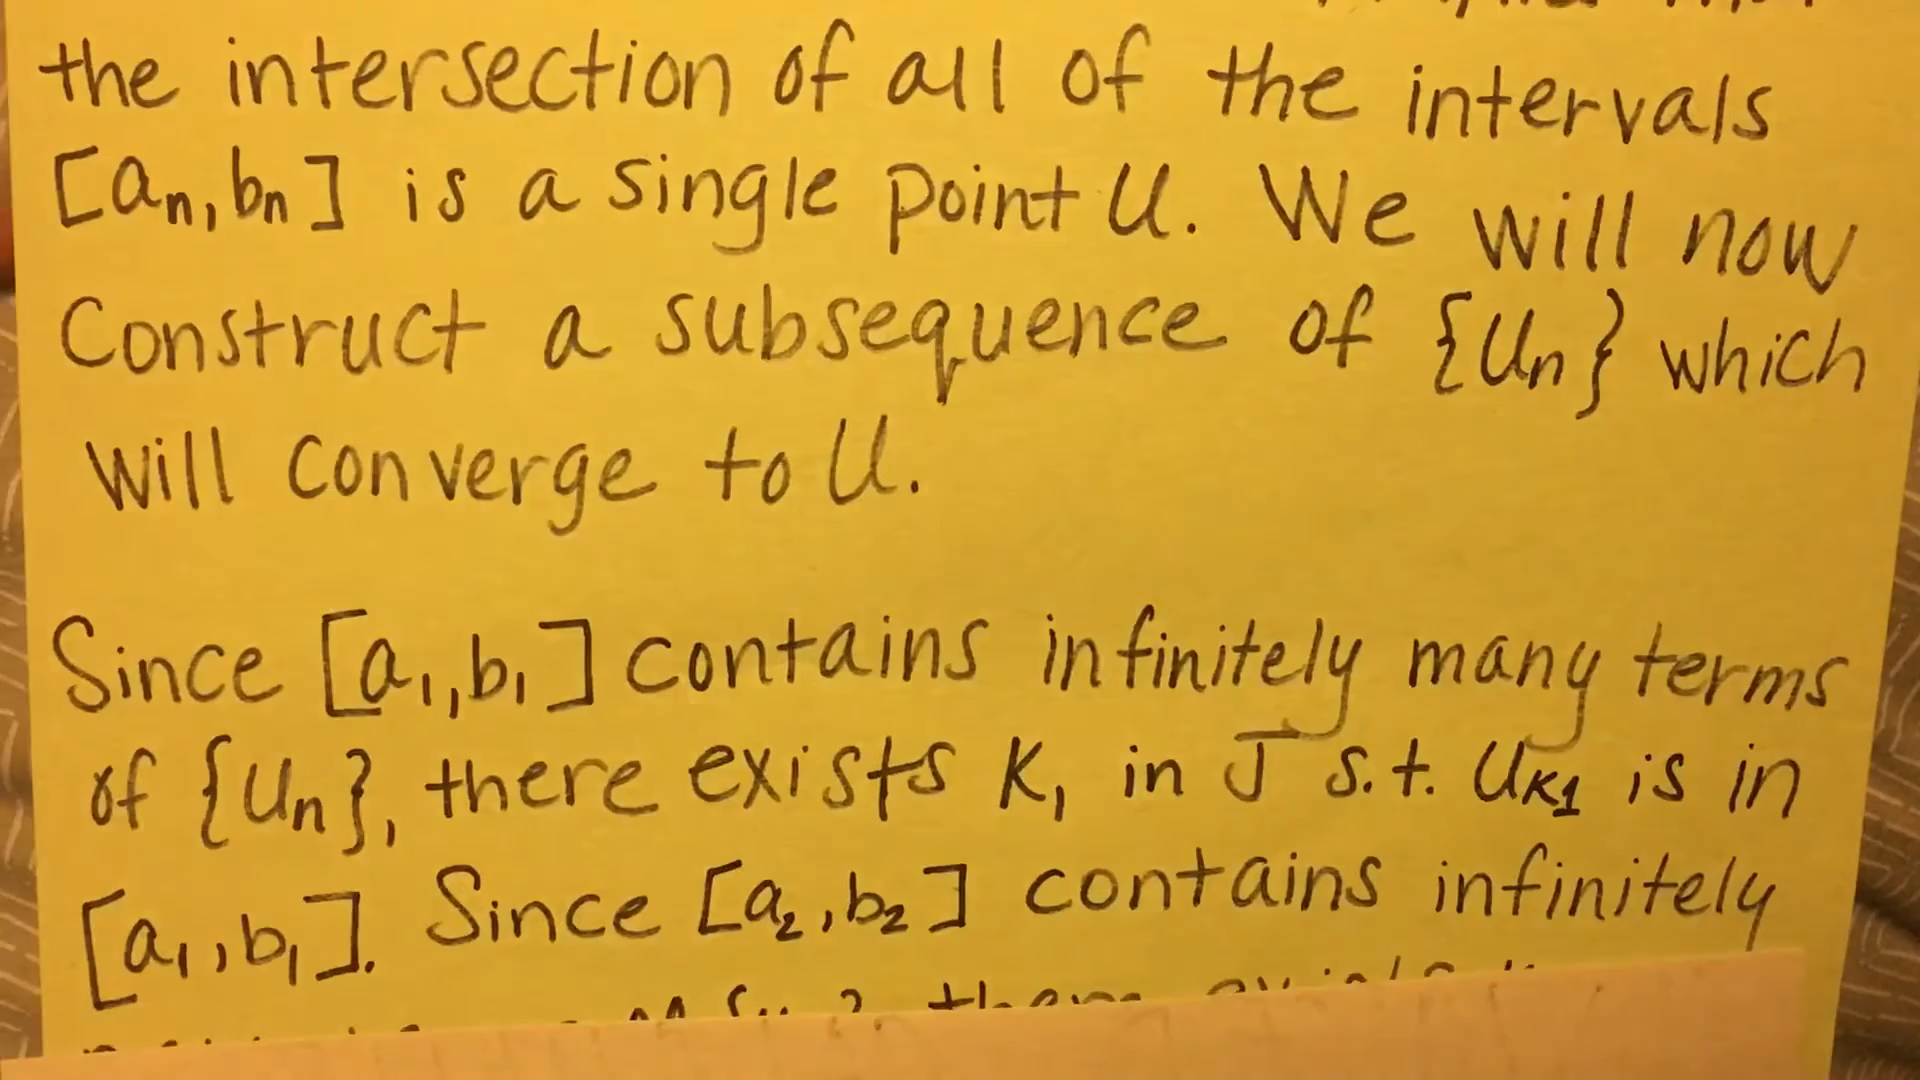 the intersection of all of the intervals
[an, bn] is a single point U. We will now
Construct a subsequence of {Un} which
will converge to U.
Since [a1, b1] contains infinitely many terms
of {Un}, there exists K1 in J s.t. UK1 is in
[a1, b1]. Since [a2, b2] contains infinitely